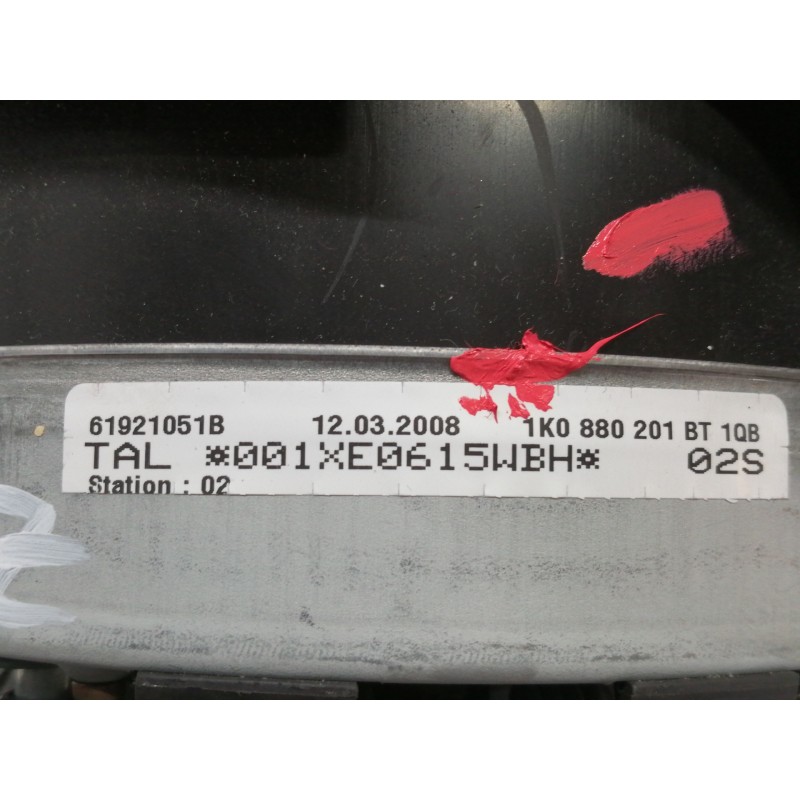 61921051B 12.03.2008 1K0 880 201 BT 1QB
TAL *001XE0615WBH* 02S
Station : 02